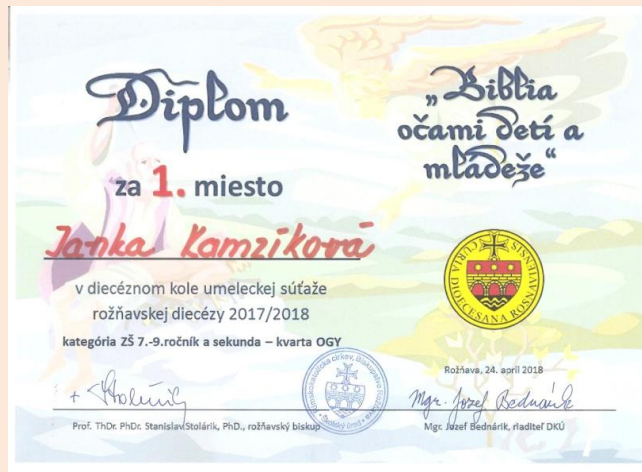 Diplom
za 1. miesto
Janka Kamzíková
v diecéznom kole umeleckej súťaže
rožňavskej diecézy 2017/2018
kategória ZŠ 7.-9.ročník a sekunda – kvarta OGY
„Biblia
očami detí a
mládeže“
CURIA DIOECESANA ROSNAVIENSIS
Rožňava, 24. apríl 2018
Prof. ThDr. PhDr. Stanislav Stolárik, PhD., rožňavský biskup
Mgr. Jozef Bednárik
Mgr. Jozef Bednárik, riaditeľ DKÚ